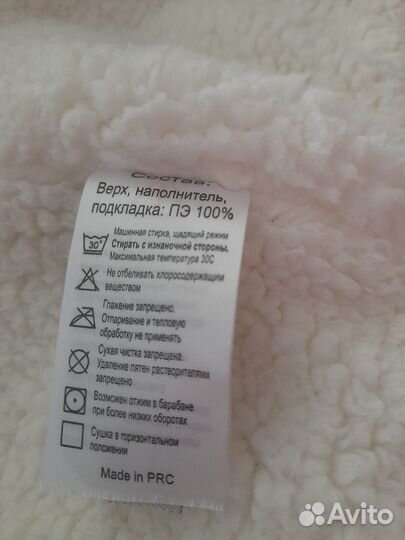 Состав:
Верх, наполнитель,
подкладка: ПЭ 100%
Машинная стирка, щадящий режим
Стирать с изнаночной стороны.
Максимальная температура 30С
30°
Не отбеливать хлоросодержащим
веществом
Глажение запрещено.
Отпаривание и тепловую
обработку не применять
Сухая чистка запрещена.
Удаление пятен растворителями
запрещено
Возможен отжим в барабане
при более низких оборотах
Сушка в горизонтальном
положении
Made in PRC
Avito